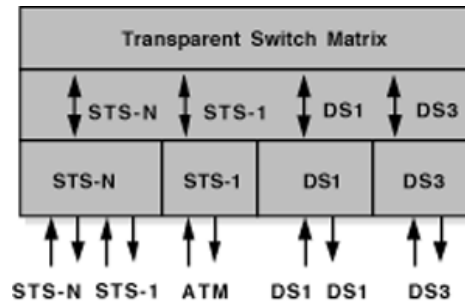 Transparent Switch Matrix
STS-N STS-1 DS1 DS3
STS-N STS-1 DS1 DS3
STS-N STS-1 ATM DS1 DS1 DS3